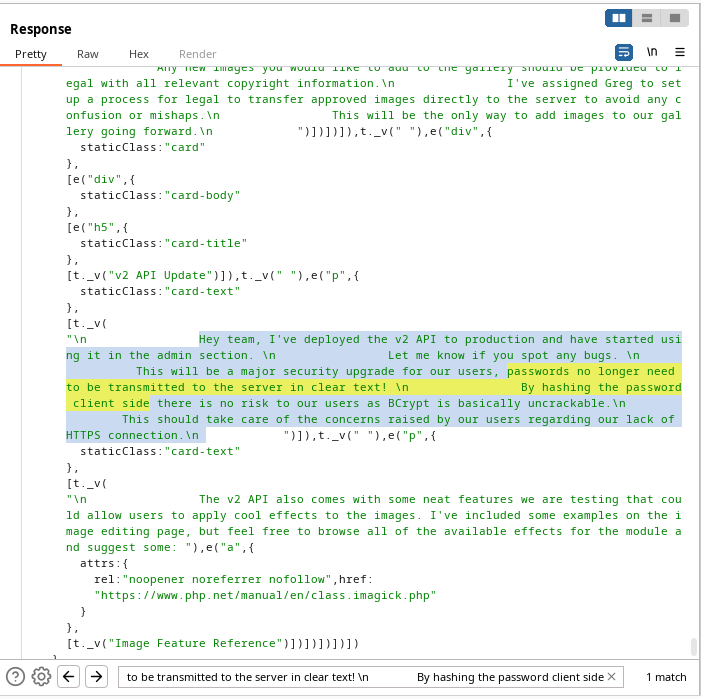 Response
Pretty Raw Hex Render \n
Any new images you would like to add to the gallery should be provided to l
egal with all relevant copyright information.\n I've assigned Greg to set
up a process for legal to transfer approved images directly to the server to avoid any c
onfusion or mishaps.\n This will be the only way to add images to our gal
lery going forward.\n ")])])]),t._v(" "),e("div",{
staticClass:"card"
},
[e("div",{
staticClass:"card-body"
},
[e("h5",{
staticClass:"card-title"
},
[t._v("v2 API Update")]),t._v(" "),e("p",{
staticClass:"card-text"
},
[t._v(
"\n Hey team, I've deployed the v2 API to production and have started usi
ng it in the admin section. \n Let me know if you spot any bugs. \n
This will be a major security upgrade for our users, passwords no longer need
to be transmitted to the server in clear text! \n By hashing the password
client side there is no risk to our users as BCrypt is basically uncrackable.\n
This should take care of the concerns raised by our users regarding our lack of
HTTPS connection.\n ")]),t._v(" "),e("p",{
staticClass:"card-text"
},
[t._v(
"\n The v2 API also comes with some neat features we are testing that cou
ld allow users to apply cool effects to the images. I've included some examples on the i
mage editing page, but feel free to browse all of the available effects for the module a
nd suggest some: "),e("a",{
attrs:{
rel:"noopener noreferrer nofollow",href:
"https://www.php.net/manual/en/class.imagick.php"
}
},
[t._v("Image Feature Reference")])])])])])
to be transmitted to the server in clear text! \n By hashing the password client side 1 match